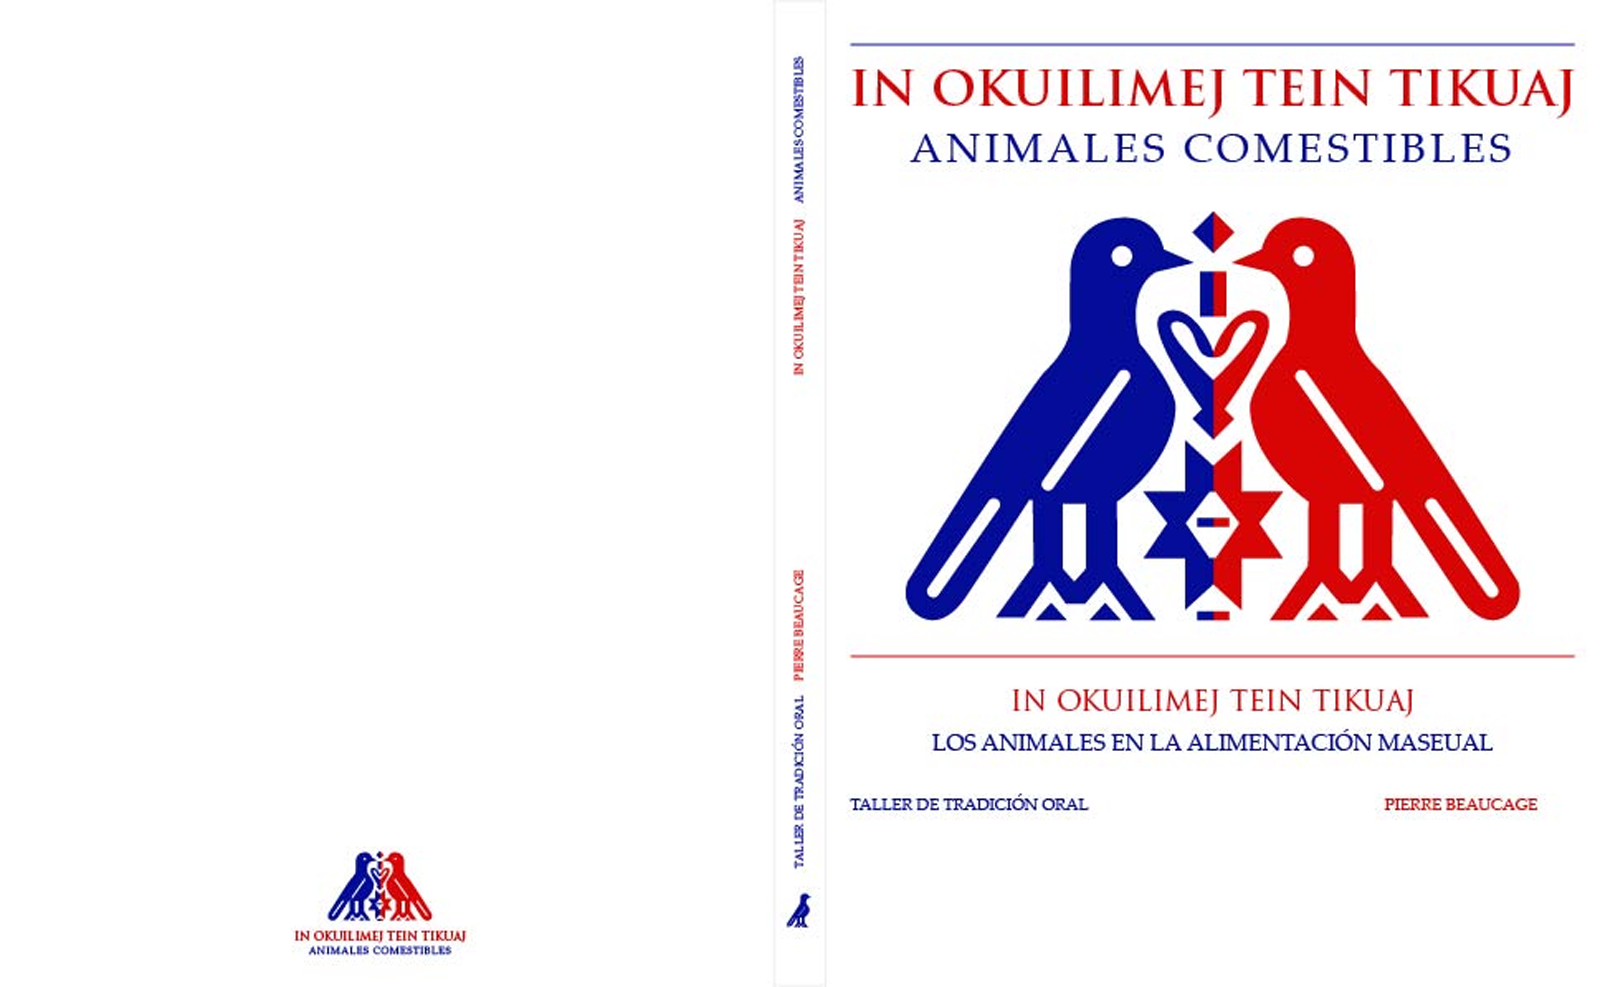 IN OKUILIMEJ TEIN TIKUAJ
ANIMALES COMESTIBLES
IN OKUILIMEJ TEIN TIKUAJ
LOS ANIMALES EN LA ALIMENTACIÓN MASEUAL
TALLER DE TRADICIÓN ORAL
PIERRE BEAUCAGE
TALLER DE TRADICIÓN ORAL PIERRE BEAUCAGE IN OKUILIMEJ TEIN TIKUAJ ANIMALES COMESTIBLES
IN OKUILIMEJ TEIN TIKUAJ
ANIMALES COMESTIBLES